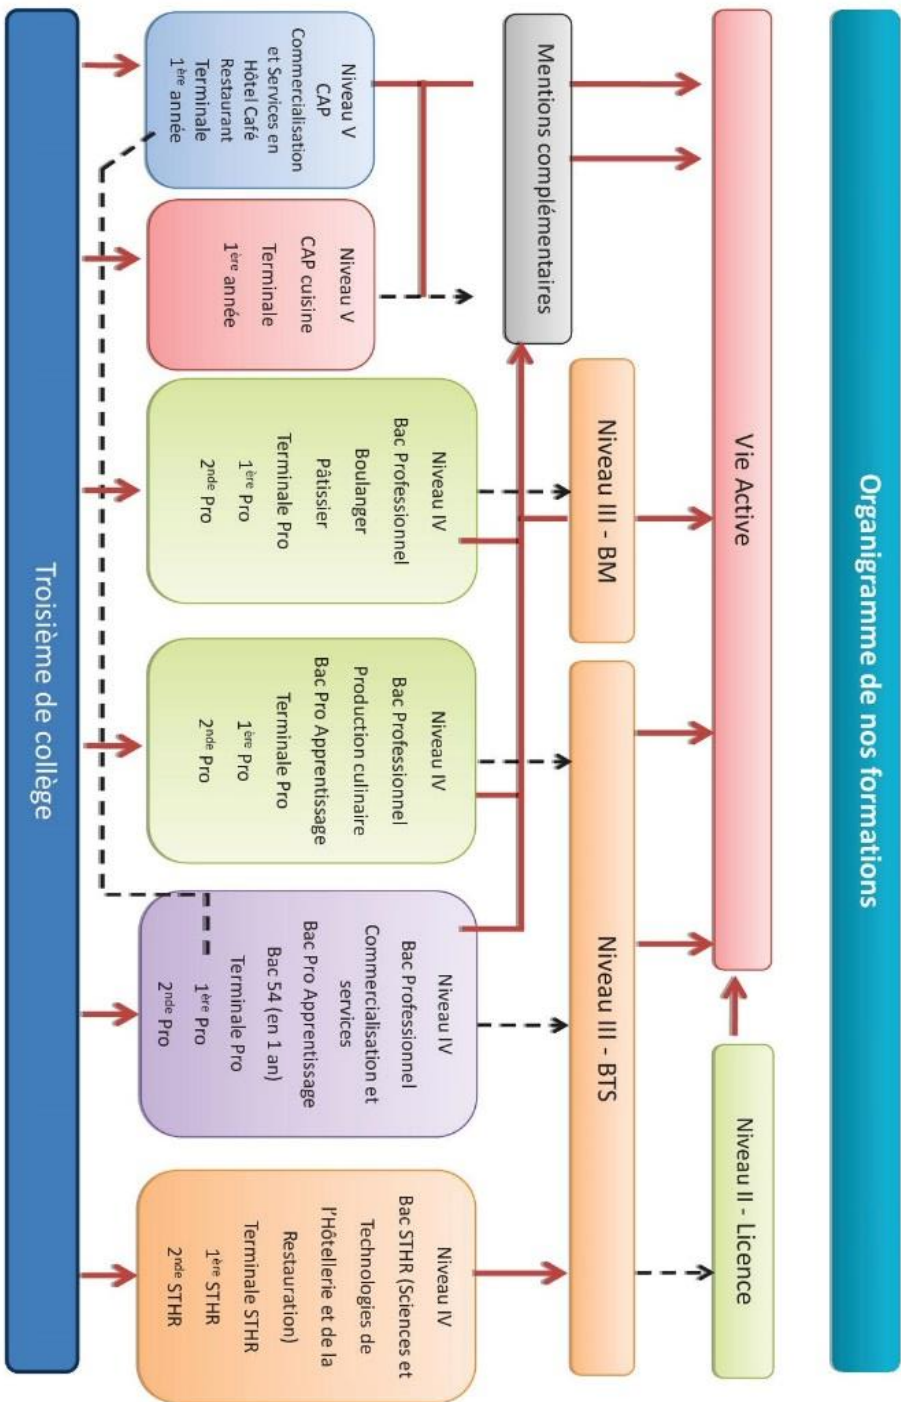 Organigramme de nos formations
Vie Active
Niveau II - Licence
Mentions complémentaires
Niveau III - BM
Niveau III - BTS
Niveau V
CAP
Commercialisation
et Services en
Hôtel Café
Restaurant
Terminale
1ère année
Niveau V
CAP cuisine
Terminale
1ère année
Niveau IV
Bac Professionnel
Boulanger
Pâtissier
Terminale Pro
1ère Pro
2nde Pro
Niveau IV
Bac Professionnel
Production culinaire
Bac Pro Apprentissage
Terminale Pro
1ère Pro
2nde Pro
Niveau IV
Bac Professionnel
Commercialisation et
services
Bac Pro Apprentissage
Bac 54 (en 1 an)
Terminale Pro
1ère Pro
2nde Pro
Niveau IV
Bac STHR (Sciences et
Technologies de
l'Hôtellerie et de la
Restauration)
Terminale STHR
1ère STHR
2nde STHR
Troisième de collège